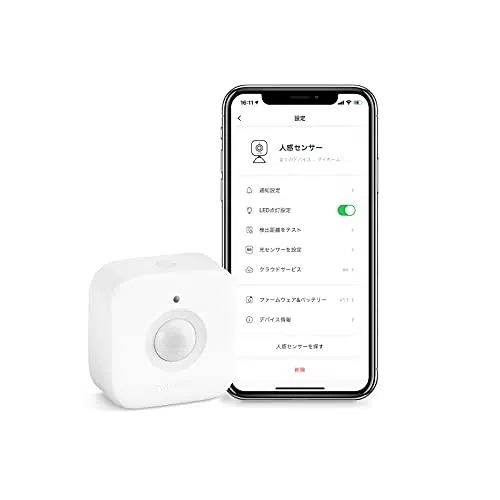 16:11
設定
人感センサー
通知設定
LED点灯設定
検出距離をテスト
光センサーを設定
クラウドサービス
ファームウェア&バッテリー
デバイス情報
人感センサーを探す
削除